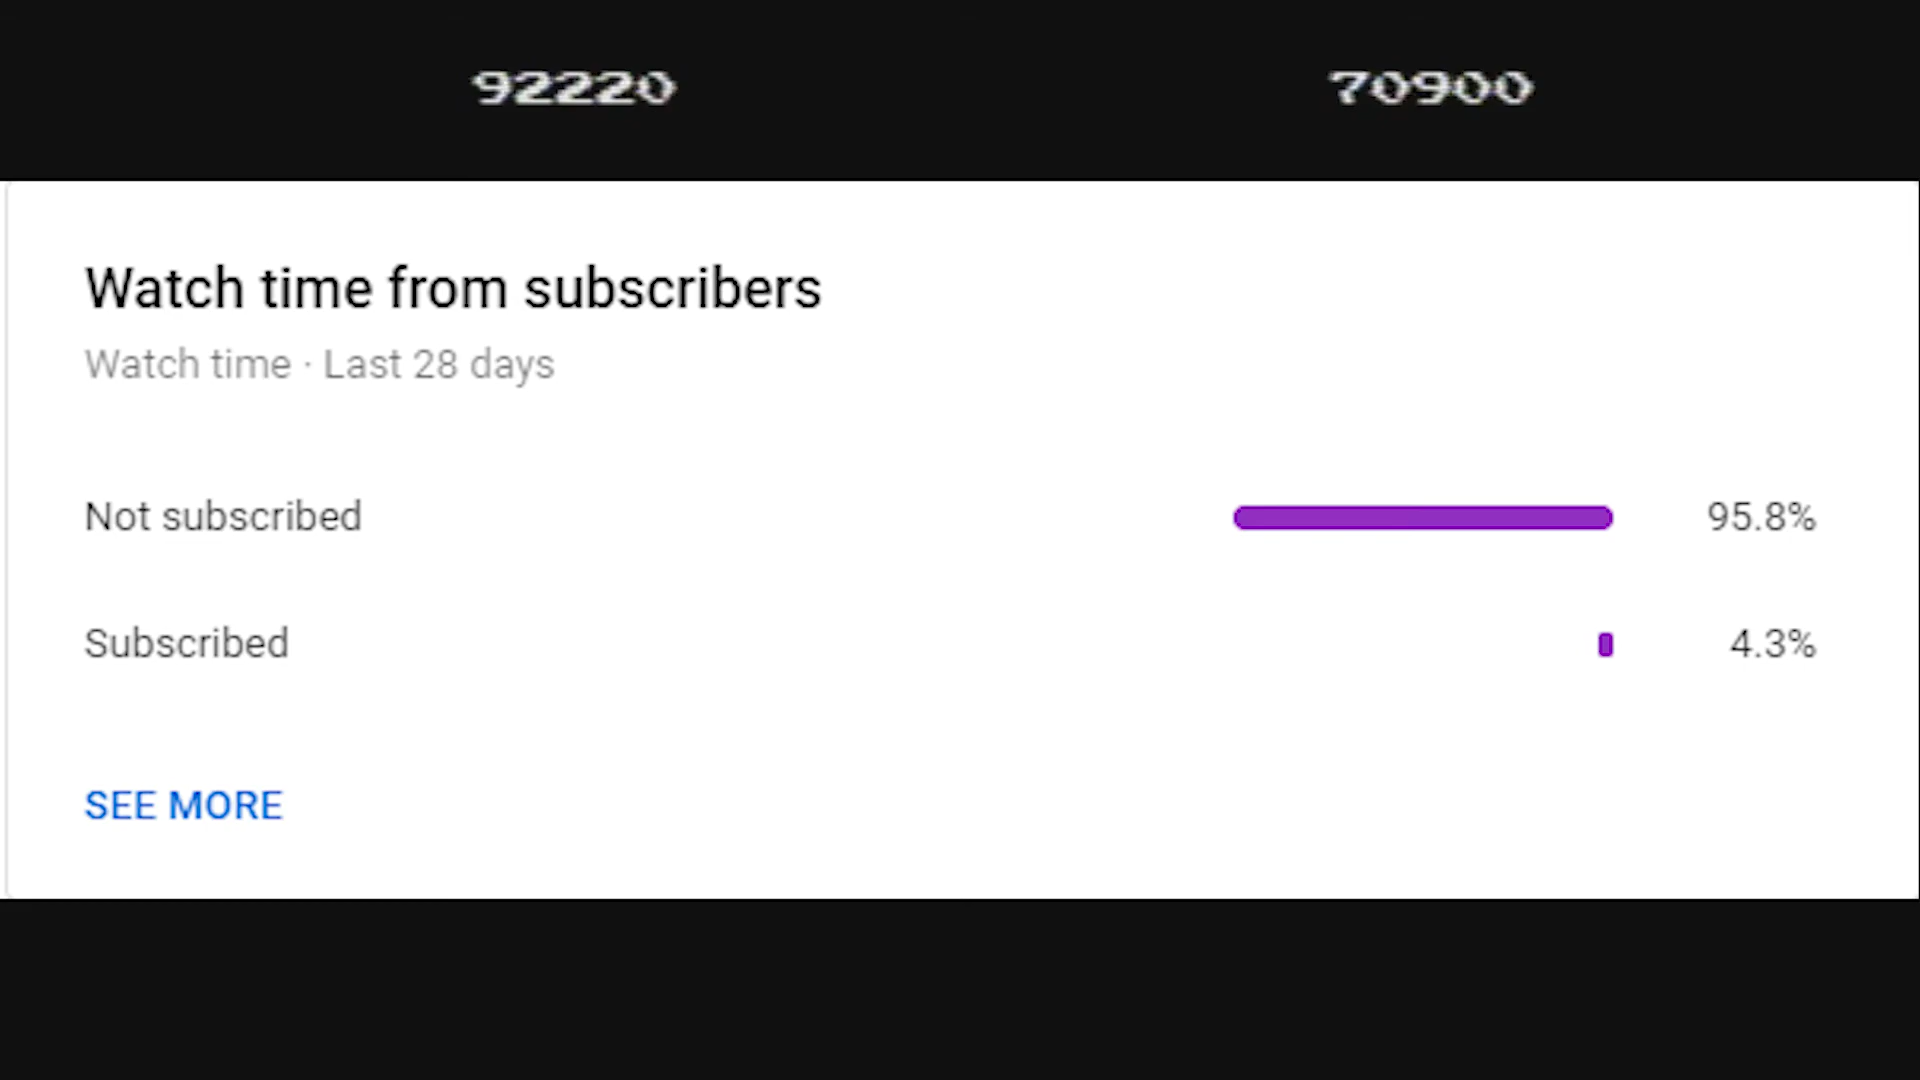 92220 70900
Watch time from subscribers
Watch time · Last 28 days
Not subscribed 95.8%
Subscribed 4.3%
SEE MORE